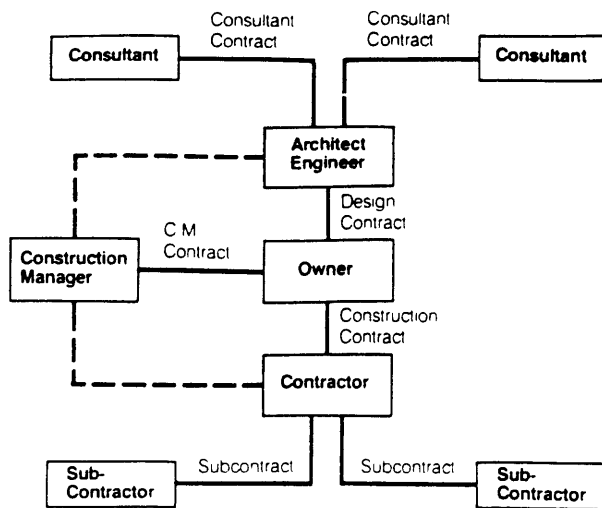 Consultant
Contract
Consultant
Contract
Consultant
Consultant
Architect
Engineer
Design
Contract
C M
Contract
Construction
Manager
Owner
Construction
Contract
Contractor
Subcontract
Subcontract
Sub-
Contractor
Sub-
Contractor